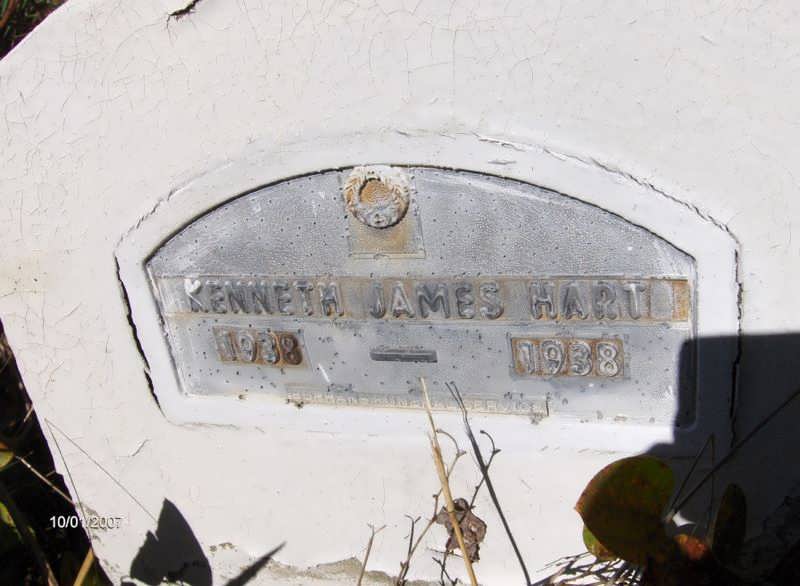 KENNETH JAMES HART
1938 — 1938
10/01/2007